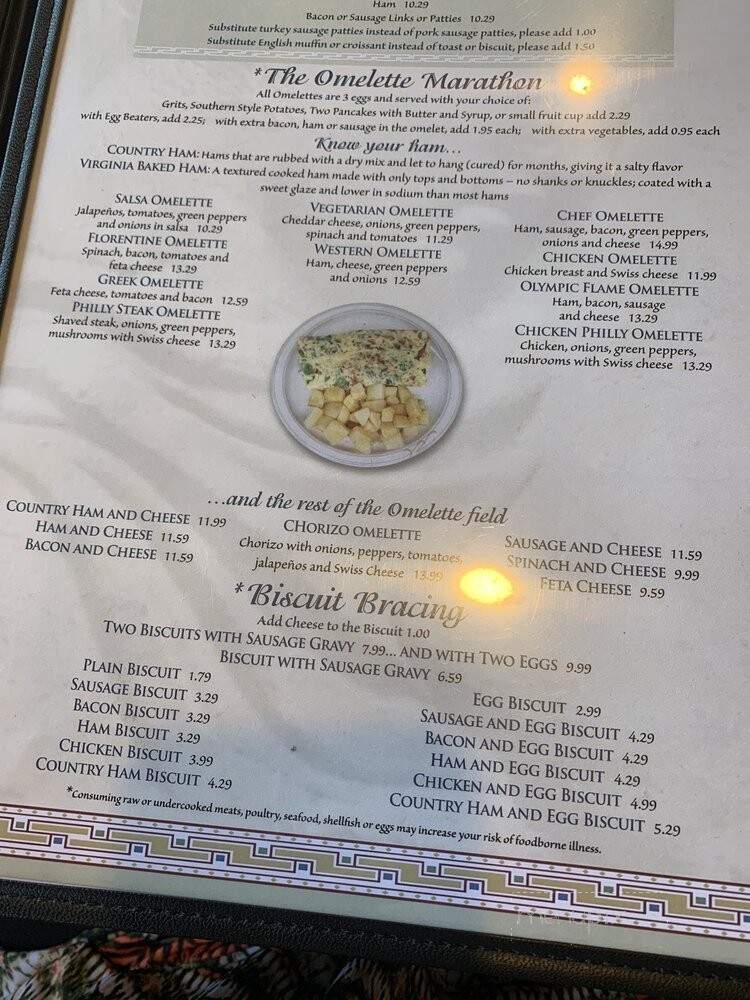 Ham 10.29
Bacon or Sausage Links or Patties 10.29
Substitute turkey sausage patties instead of pork sausage patties, please add 1.00
Substitute English muffin or croissant instead of toast or biscuit, please add 1.50
*The Omelette Marathon
All Omelettes are 3 eggs and served with your choice of:
Grits, Southern Style Potatoes, Two Pancakes with Butter and Syrup, or small fruit cup add 2.29
with Egg Beaters, add 2.25; with extra bacon, ham or sausage in the omelet, add 1.95 each; with extra vegetables, add 0.95 each
Know your ham...
COUNTRY HAM: Hams that are rubbed with a dry mix and let to hang (cured) for months, giving it a salty flavor
VIRGINIA BAKED HAM: A textured cooked ham made with only tops and bottoms – no shanks or knuckles; coated with a
sweet glaze and lower in sodium than most hams
SALSA OMELETTE
Jalapeños, tomatoes, green peppers
and onions in salsa 10.29
FLORENTINE OMELETTE
Spinach, bacon, tomatoes and
feta cheese 13.29
GREEK OMELETTE
Feta cheese, tomatoes and bacon 12.59
PHILLY STEAK OMELETTE
Shaved steak, onions, green peppers,
mushrooms with Swiss cheese 13.29
VEGETARIAN OMELETTE
Cheddar cheese, onions, green peppers,
spinach and tomatoes 11.29
WESTERN OMELETTE
Ham, cheese, green peppers
and onions 12.59
CHEF OMELETTE
Ham, sausage, bacon, green peppers,
onions and cheese 14.99
CHICKEN OMELETTE
Chicken breast and Swiss cheese 11.99
OLYMPIC FLAME OMELETTE
Ham, bacon, sausage
and cheese 13.29
CHICKEN PHILLY OMELETTE
Chicken, onions, green peppers,
mushrooms with Swiss cheese 13.29
...and the rest of the Omelette field
COUNTRY HAM AND CHEESE 11.99
HAM AND CHEESE 11.59
BACON AND CHEESE 11.59
CHORIZO OMELETTE
Chorizo with onions, peppers, tomatoes,
jalapeños and Swiss Cheese 13.99
SAUSAGE AND CHEESE 11.59
SPINACH AND CHEESE 9.99
FETA CHEESE 9.59
*Biscuit Bracing
Add Cheese to the Biscuit 1.00
TWO BISCUITS WITH SAUSAGE GRAVY 7.99... AND WITH TWO EGGS 9.99
BISCUIT WITH SAUSAGE GRAVY 6.59
PLAIN BISCUIT 1.79
SAUSAGE BISCUIT 3.29
BACON BISCUIT 3.29
HAM BISCUIT 3.29
CHICKEN BISCUIT 3.99
COUNTRY HAM BISCUIT 4.29
EGG BISCUIT 2.99
SAUSAGE AND EGG BISCUIT 4.29
BACON AND EGG BISCUIT 4.29
HAM AND EGG BISCUIT 4.29
CHICKEN AND EGG BISCUIT 4.99
COUNTRY HAM AND EGG BISCUIT 5.29
*Consuming raw or undercooked meats, poultry, seafood, shellfish or eggs may increase your risk of foodborne illness.